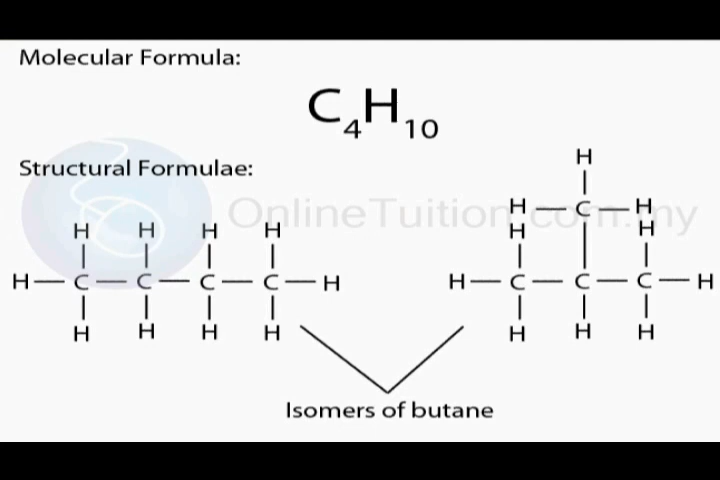 Molecular Formula:
C4H10
Structural Formulae:
OnlineTuition.com.my
H
H—C—H
H H H H H H
H—C—C—C—C—H H—C—C—C—H
H H H H H H H
Isomers of butane